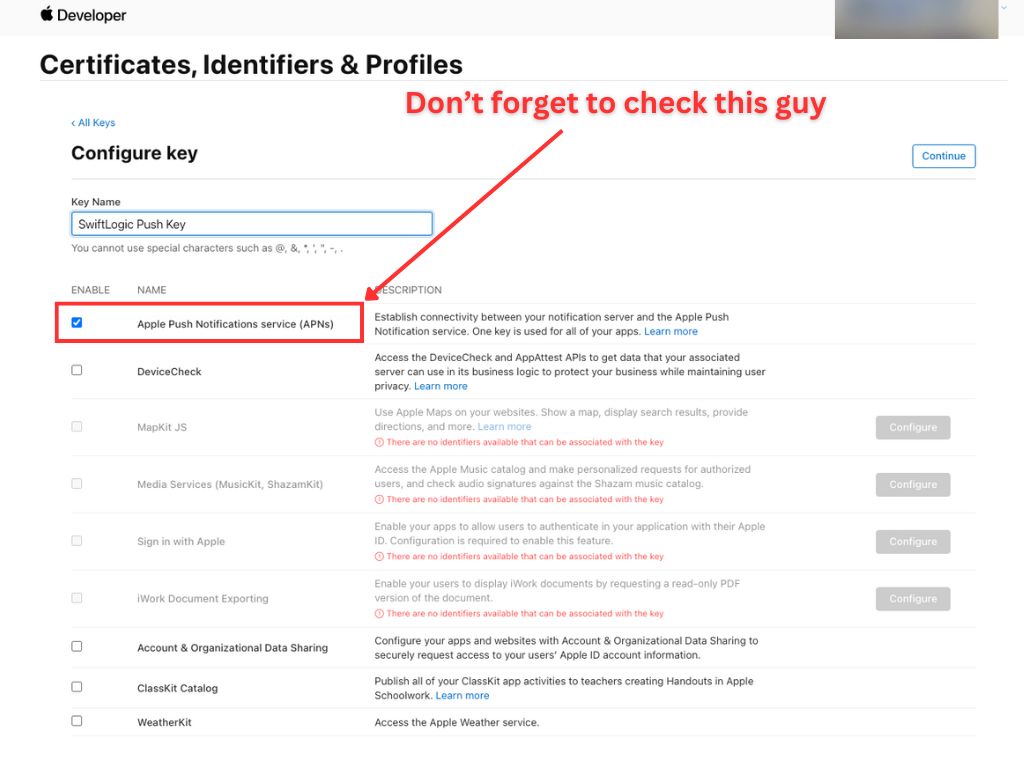 Developer
Certificates, Identifiers & Profiles
Don’t forget to check this guy
‹ All Keys
Configure key
Continue
Key Name
SwiftLogic Push Key
You cannot use special characters such as @, &, *, ', ", -, .
ENABLE NAME DESCRIPTION
Apple Push Notifications service (APNs)
Establish connectivity between your notification server and the Apple Push
Notification service. One key is used for all of your apps. Learn more
DeviceCheck
Access the DeviceCheck and AppAttest APIs to get data that your associated
server can use in its business logic to protect your business while maintaining user
privacy. Learn more
MapKit JS
Use Apple Maps on your websites. Show a map, display search results, provide
directions, and more. Learn more
There are no identifiers available that can be associated with the key
Configure
Media Services (MusicKit, ShazamKit)
Access the Apple Music catalog and make personalized requests for authorized
users, and check audio signatures against the Shazam music catalog.
There are no identifiers available that can be associated with the key
Configure
Sign in with Apple
Enable your apps to allow users to authenticate in your application with their Apple
ID. Configuration is required to enable this feature.
There are no identifiers available that can be associated with the key
Configure
iWork Document Exporting
Enable your users to display iWork documents by requesting a read-only PDF
version of the document.
There are no identifiers available that can be associated with the key
Configure
Account & Organizational Data Sharing
Configure your apps and websites with Account & Organizational Data Sharing to
securely request access to your users’ Apple ID account information.
ClassKit Catalog
Publish all of your ClassKit app activities to teachers creating Handouts in Apple
Schoolwork. Learn more
WeatherKit
Access the Apple Weather service.